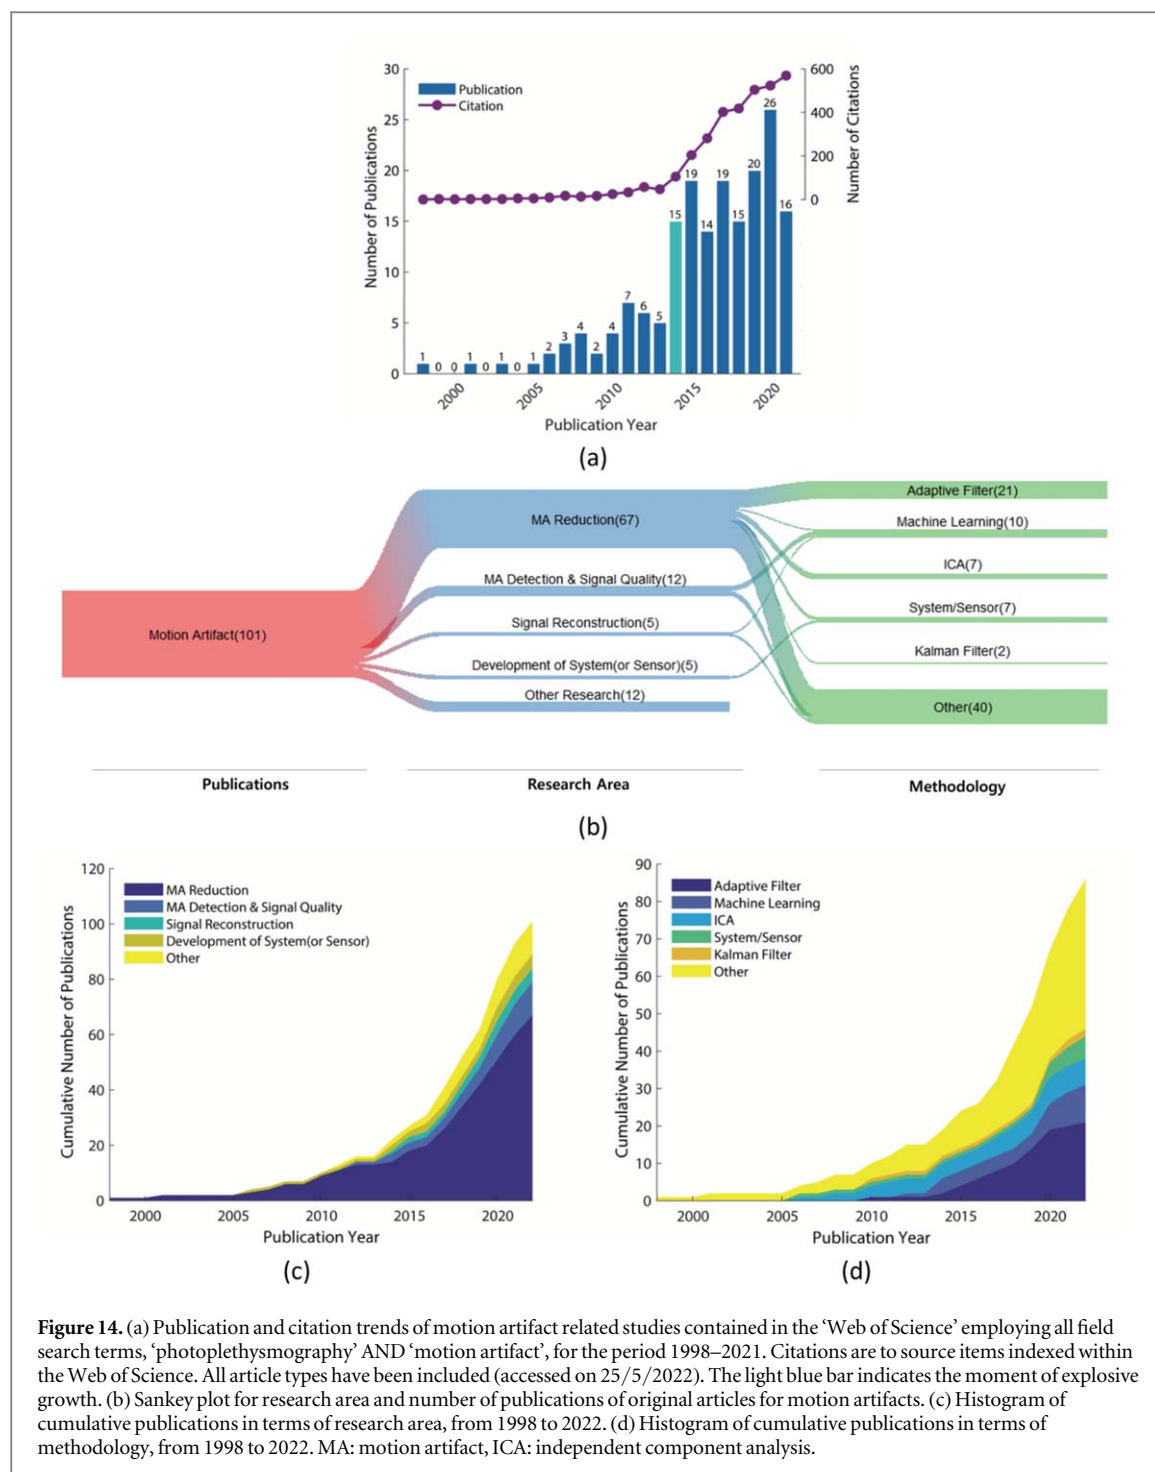 30
25
20
15
10
5
0
Number of Publications
Publication
Citation
600
400
200
0
Number of Citations
1
0
0
1
0
1
0
1
2
3
4
2
4
7
6
5
15
19
14
19
15
20
26
16
2000
2005
2010
2015
2020
Publication Year
(a)
Motion Artifact(101)
MA Reduction(67)
MA Detection & Signal Quality(12)
Signal Reconstruction(5)
Development of System(or Sensor)(5)
Other Research(12)
Adaptive Filter(21)
Machine Learning(10)
ICA(7)
System/Sensor(7)
Kalman Filter(2)
Other(40)
Publications
Research Area
Methodology
(b)
120
100
80
60
40
20
0
Cumulative Number of Publications
MA Reduction
MA Detection & Signal Quality
Signal Reconstruction
Development of System(or Sensor)
Other
2000
2005
2010
2015
2020
Publication Year
(c)
90
80
70
60
50
40
30
20
10
0
Cumulative Number of Publications
Adaptive Filter
Machine Learning
ICA
System/Sensor
Kalman Filter
Other
2000
2005
2010
2015
2020
Publication Year
(d)
Figure 14. (a) Publication and citation trends of motion artifact related studies contained in the ‘Web of Science’ employing all field
search terms, ‘photoplethysmography’ AND ‘motion artifact’, for the period 1998–2021. Citations are to source items indexed within
the Web of Science. All article types have been included (accessed on 25/5/2022). The light blue bar indicates the moment of explosive
growth. (b) Sankey plot for research area and number of publications of original articles for motion artifacts. (c) Histogram of
cumulative publications in terms of research area, from 1998 to 2022. (d) Histogram of cumulative publications in terms of
methodology, from 1998 to 2022. MA: motion artifact, ICA: independent component analysis.